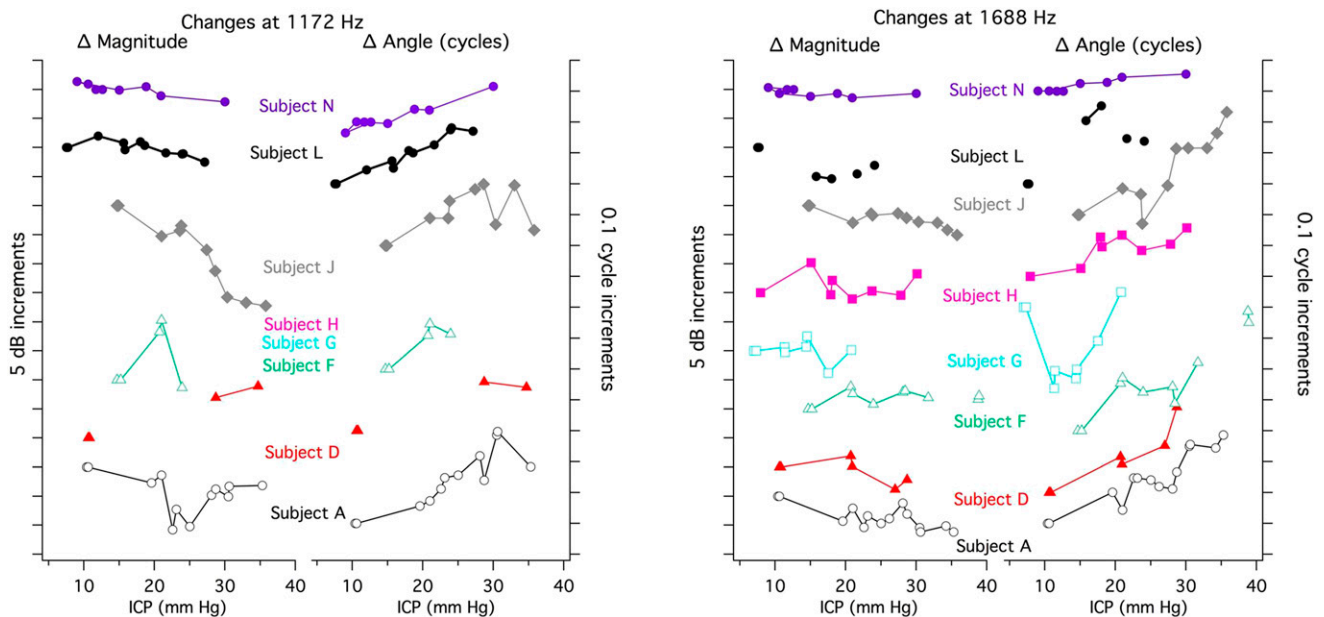 Changes at 1172 Hz
Δ Magnitude
Δ Angle (cycles)
Subject N
Subject L
Subject J
Subject H
Subject G
Subject F
Subject D
Subject A
5 dB increments
0.1 cycle increments
10 20 30 40
10 20 30 40
ICP (mm Hg)
ICP (mm Hg)
Changes at 1688 Hz
Δ Magnitude
Δ Angle (cycles)
Subject N
Subject L
Subject J
Subject H
Subject G
Subject F
Subject D
Subject A
5 dB increments
0.1 cycle increments
10 20 30 40
10 20 30 40
ICP (mm Hg)
ICP (mm Hg)